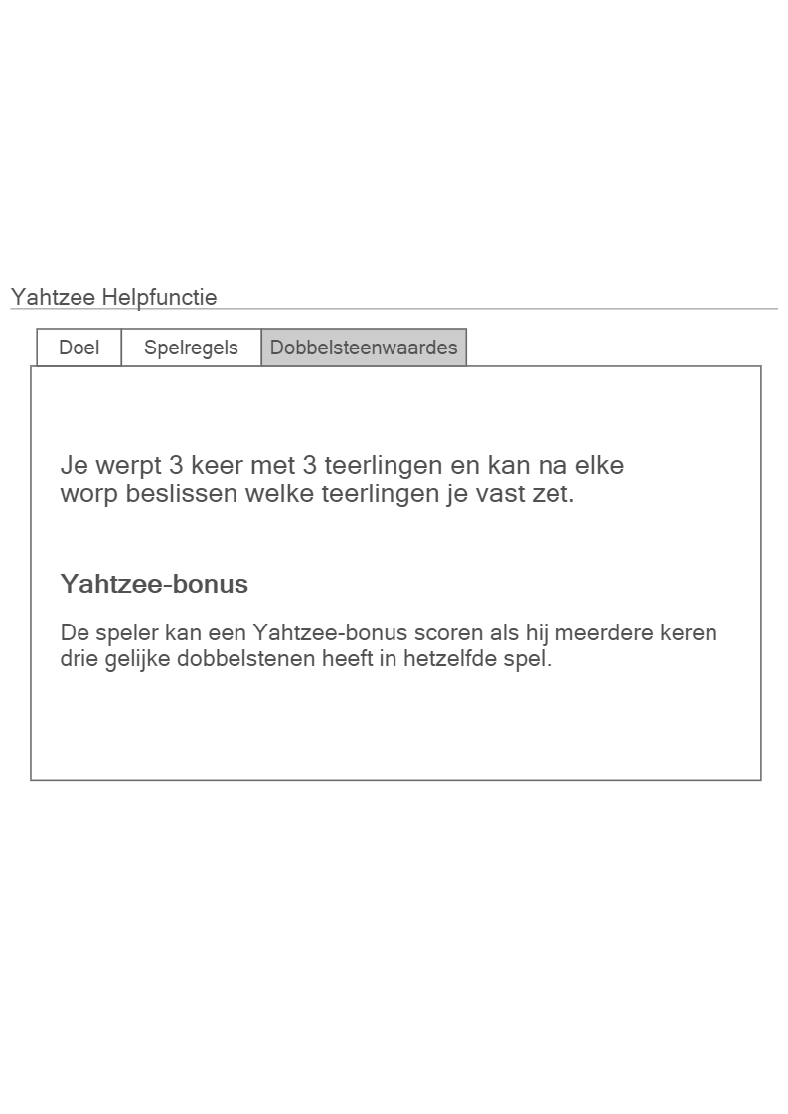 Yahtzee Helpfunctie
Doel Spelregels Dobbelsteenwaardes
Je werpt 3 keer met 3 teerlingen en kan na elke
worp beslissen welke teerlingen je vast zet.
Yahtzee-bonus
De speler kan een Yahtzee-bonus scoren als hij meerdere keren
drie gelijke dobbelstenen heeft in hetzelfde spel.